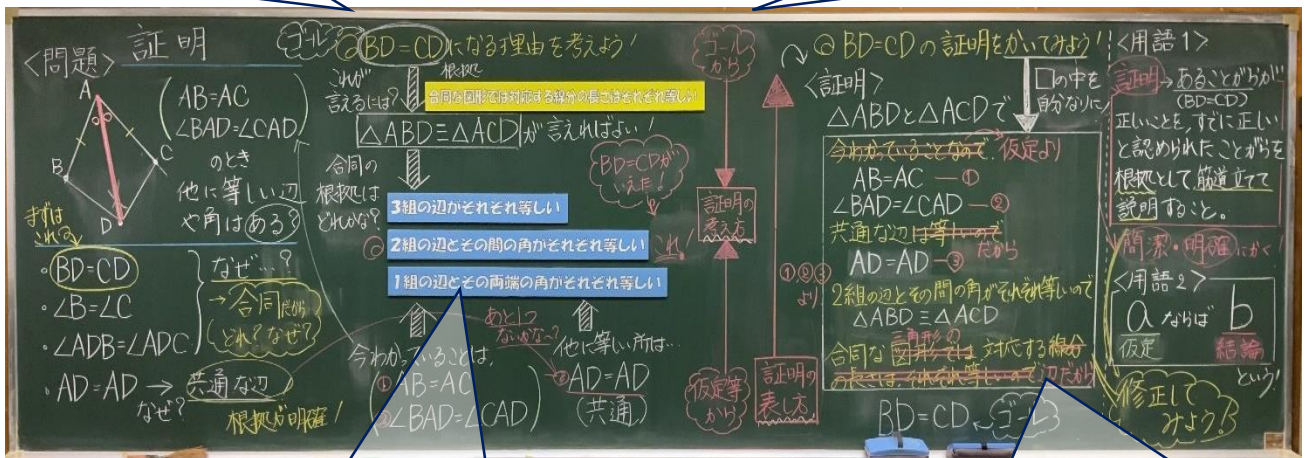 証明
<問題>
A
B
C
D
AB=AC
∠BAD=∠CAD
のとき
他に等しい辺
や角はある?
まずは
これ?
・BD=CD
・∠B=∠C
・∠ADB=∠ADC
・AD=AD→共通な辺
なぜ?
根拠が明確!
なぜ…?
→合同だから
どれ?なぜ?
ゴール
◎BD=CDになる理由を考えよう!
これが
言えるには?
根拠
合同な図形では対応する線分の長さはそれぞれ等しい
△ABD≡△ACDが言えればよい!
合同の
根拠は
どれかな?
3組の辺がそれぞれ等しい
2組の辺とその間の角がそれぞれ等しい
1組の辺とその両端の角がそれぞれ等しい
これ!
BD=CDが
いえた!
あと1つ
ないかな?
今わかっていることは、
①AB=AC
②∠BAD=∠CAD
他に等しい所は…
③AD=AD
(共通)
ゴール
から
証明の
考え方
仮定等
から
証明の
表し方
◎BD=CDの証明をかいてみよう!
<証明>
□の中を
自分なりに
△ABDと△ACDで
今わかっていることなので 仮定より
AB=AC―①
∠BAD=∠CAD―②
共通な辺は等しいので だから
AD=AD―③
①②③
より
2組の辺とその間の角がそれぞれ等しいので
△ABD≡△ACD
三角形の
合同な図形では対応する線分
の長さは、それぞれ等しいので 辺だから
BD=CD←ゴール
<用語1>
証明→あることがらが
(BD=CD)
正しいことを、すでに正しい
と認められたことがらを
根拠として、筋道立てて
説明すること。
簡潔・明確にかく!
<用語2>
aならばb
仮定
結論
という!
修正して
みよう!